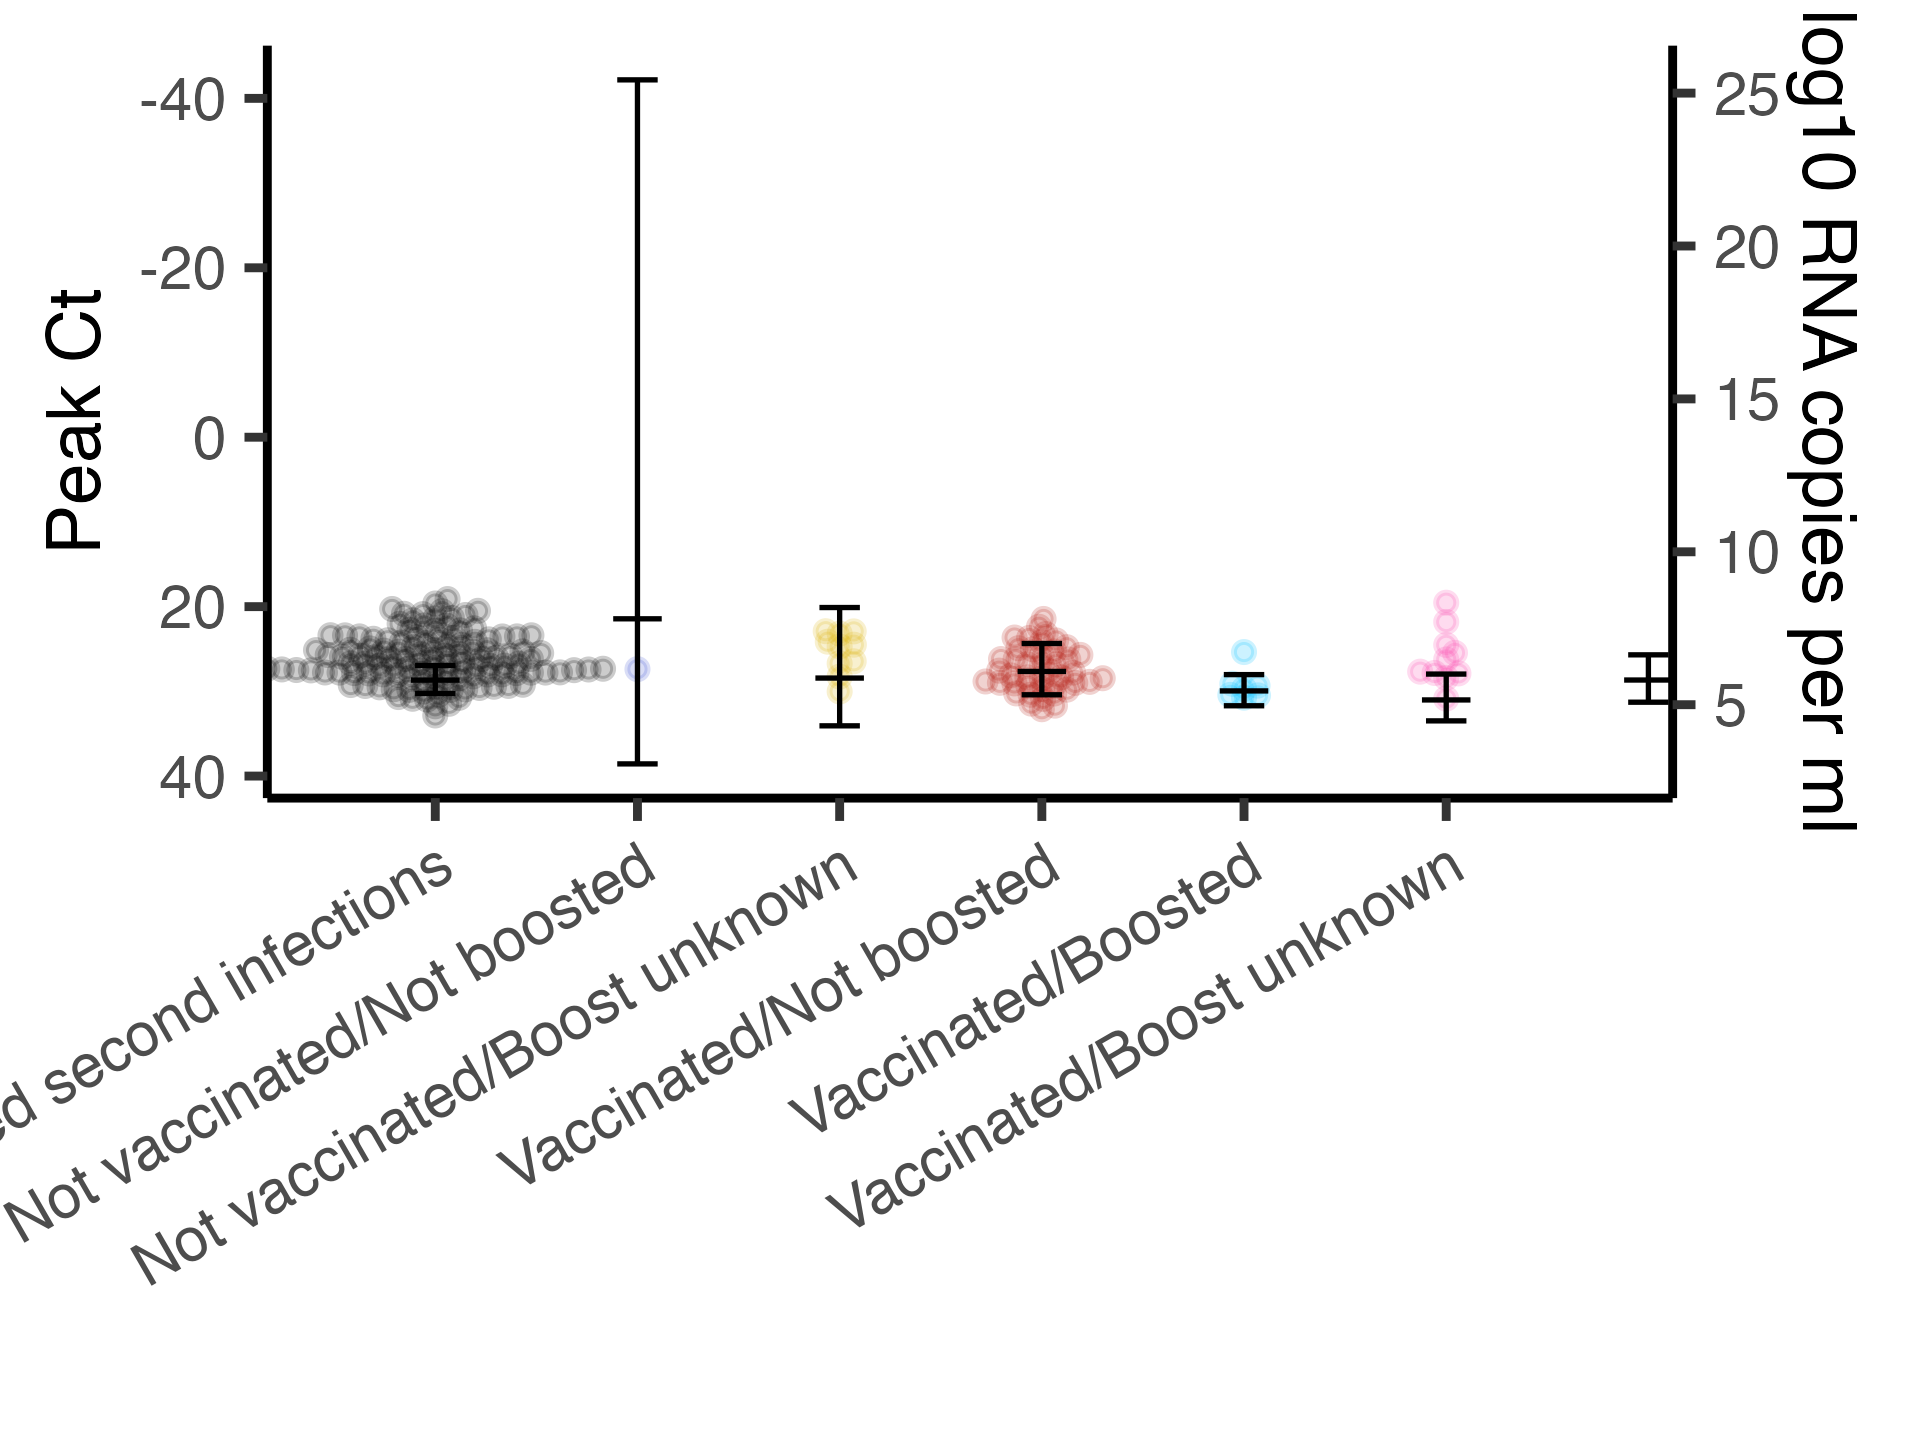 Peak Ct
-40
-20
0
20
40
25
20
15
10
5
log10 RNA copies per ml
second infections
Not vaccinated/Not boosted
Not vaccinated/Boost unknown
Vaccinated/Not boosted
Vaccinated/Boosted
Vaccinated/Boost unknown